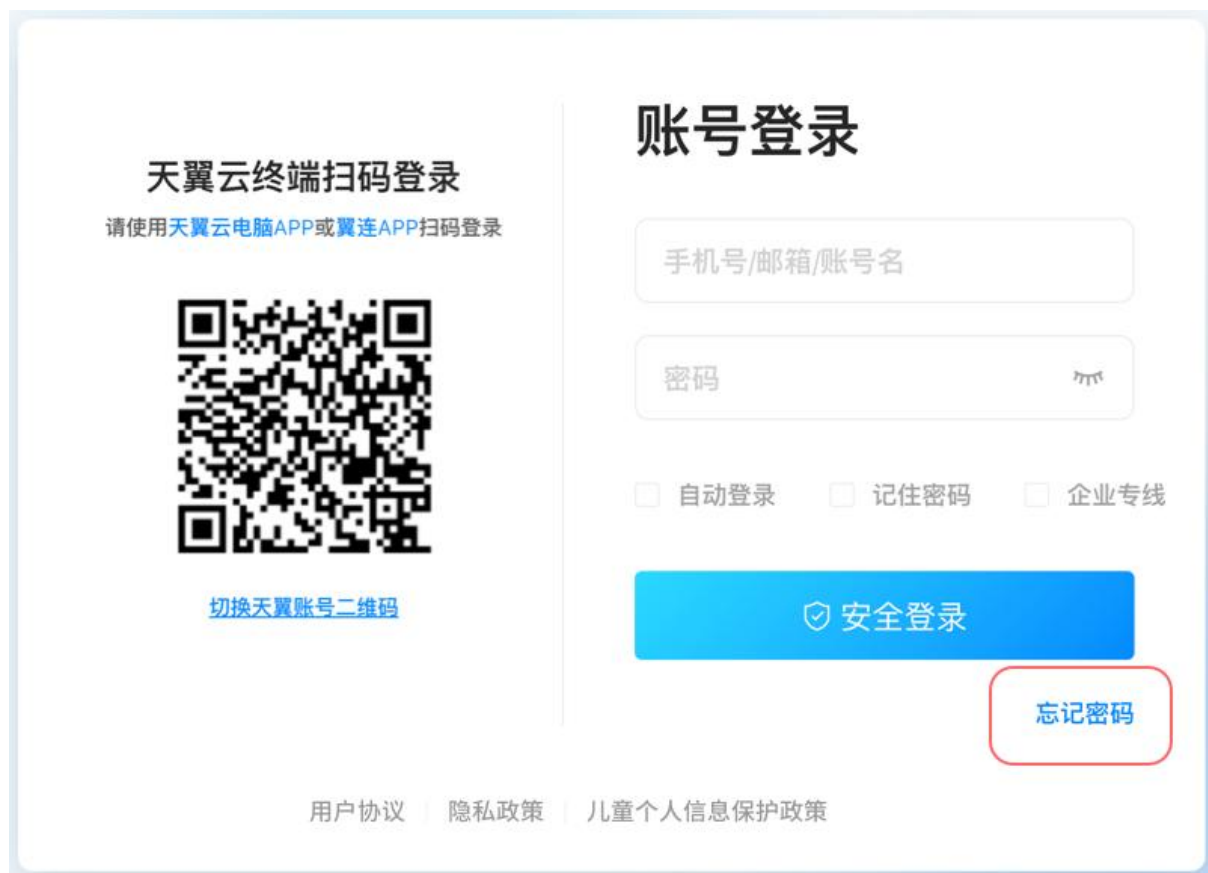 天翼云终端扫码登录
请使用天翼云电脑APP或翼连APP扫码登录
切换天翼账号二维码
账号登录
手机号/邮箱/账号名
密码
自动登录 记住密码 企业专线
安全登录
忘记密码
用户协议 隐私政策 儿童个人信息保护政策